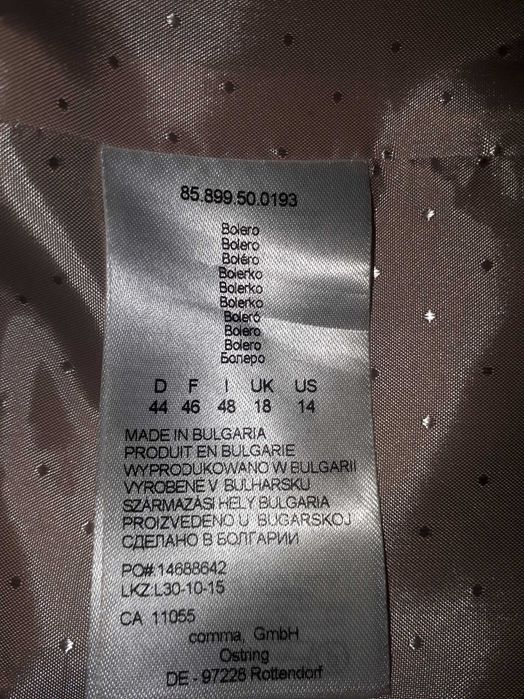 85.899.50.0193
Bolero
Bolero
Boléro
Bolerko
Bolerko
Bolerko
Boleró
Bolero
Bolero
Болеро
D F I UK US
44 46 48 18 14
MADE IN BULGARIA
PRODUIT EN BULGARIE
WYPRODUKOWANO W BULGARII
VYROBENE V BULHARSKU
SZÁRMAZÁSI HELY BULGARIA
PROIZVEDENO U BUGARSKOJ
СДЕЛАНО В БОЛГАРИИ
PO#:14688642
LKZ:L30-10-15
CA 11055
comma, GmbH
Ostring
DE - 97228 Rottendorf